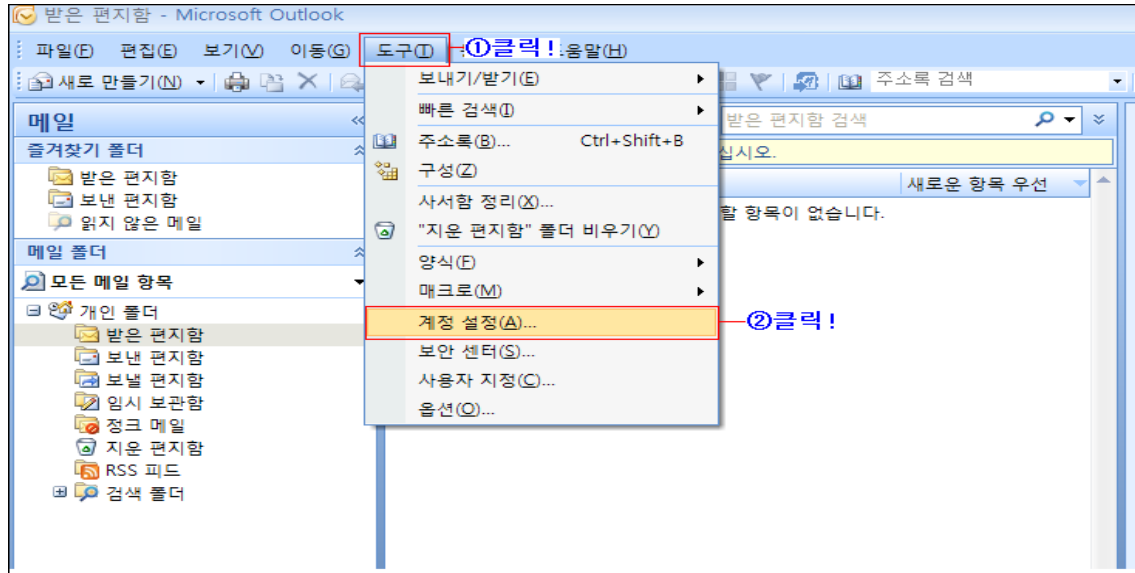 받은 편지함 - Microsoft Outlook
파일(F) 편집(E) 보기(V) 이동(G) 도구(T) ①클릉! 움말(H)
새로 만들기(N) 주소록 검색
보내기/받기(E)
빠른 검색(I)
주소록(B)... Ctrl+Shift+B
구성(Z)
사서함 정리(X)...
"지운 편지함" 폴더 비우기(Y)
양식(F)
매크로(M)
계정 설정(A)... ②클릭!
보안 센터(S)...
사용자 지정(C)...
옵션(O)...
메일
즐겨찾기 폴더
받은 편지함
보낸 편지함
읽지 않은 메일
메일 폴더
모든 메일 항목
개인 폴더
받은 편지함
보낸 편지함
보낼 편지함
임시 보관함
정크 메일
지운 편지함
RSS 피드
검색 폴더
받은 편지함 검색
십시오.
새로운 항목 우선
할 항목이 없습니다.